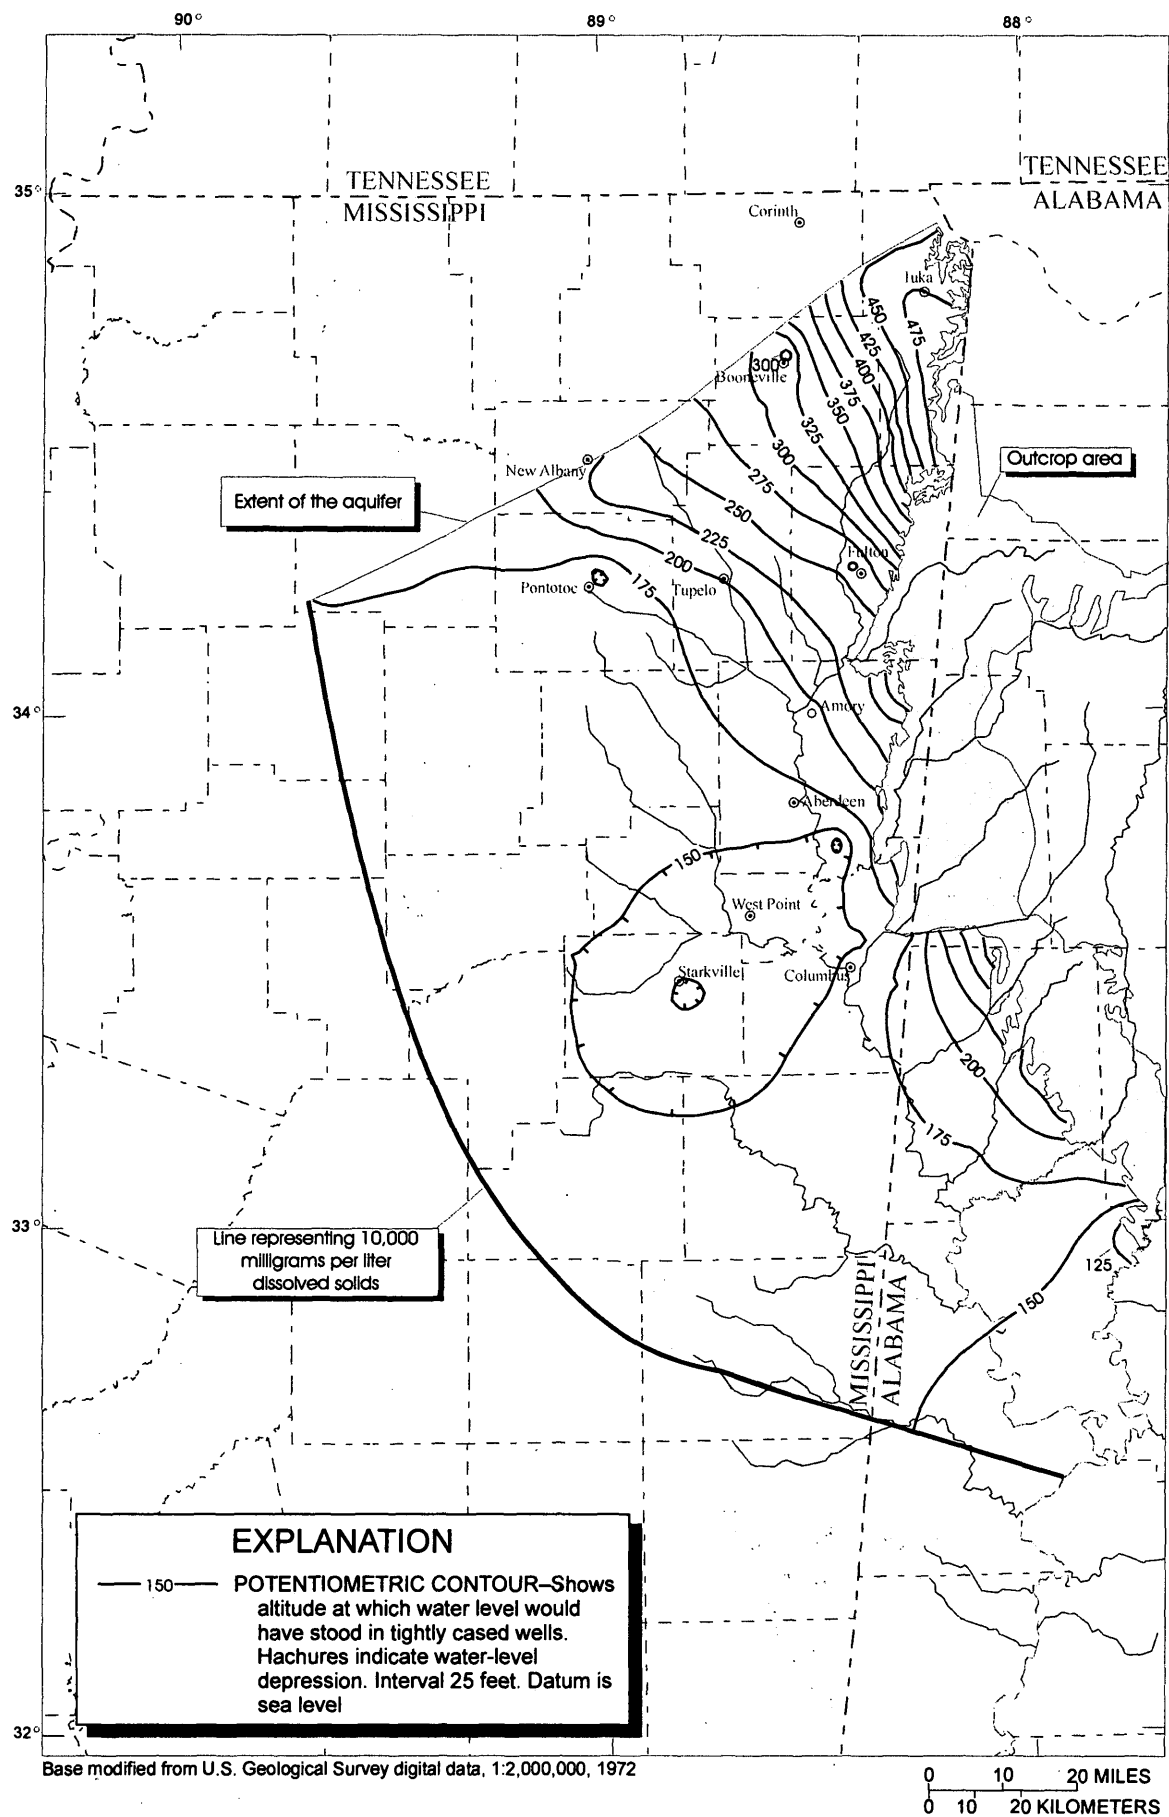 90°
89°
88°
35°
TENNESSEE
MISSISSIPPI
TENNESSEE
ALABAMA
Corinth
Iuka
450
475
425
400
375
350
325
300
Booneville
300
275
250
225
200
175
New Albany
Outcrop area
Extent of the aquifer
Fulton
Pontotoc
Tupelo
34°
Amory
Aberdeen
150
West Point
Starkville
Columbus
200
175
33°
Line representing 10,000
milligrams per liter
dissolved solids
125
150
MISSISSIPPI
ALABAMA
EXPLANATION
150
POTENTIOMETRIC CONTOUR–Shows
altitude at which water level would
have stood in tightly cased wells.
Hachures indicate water-level
depression. Interval 25 feet. Datum is
sea level
32°
Base modified from U.S. Geological Survey digital data, 1:2,000,000, 1972
0 10 20 MILES
0 10 20 KILOMETERS